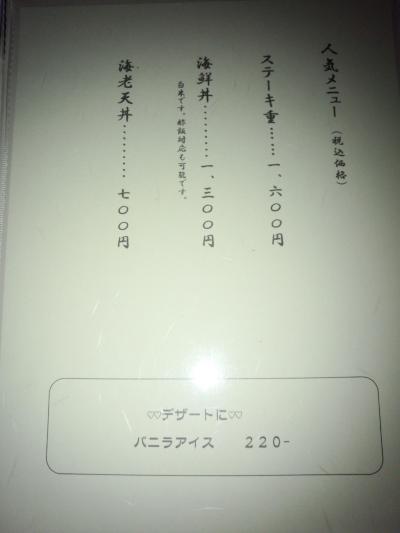 人気メニュー(税込価格)
ステーキ重……一、六〇〇円
海鮮丼………一、三〇〇円
白米です。酢飯対応も可能です。
海老天丼………七〇〇円
♡♡デザートに♡♡
バニラアイス　２２０-